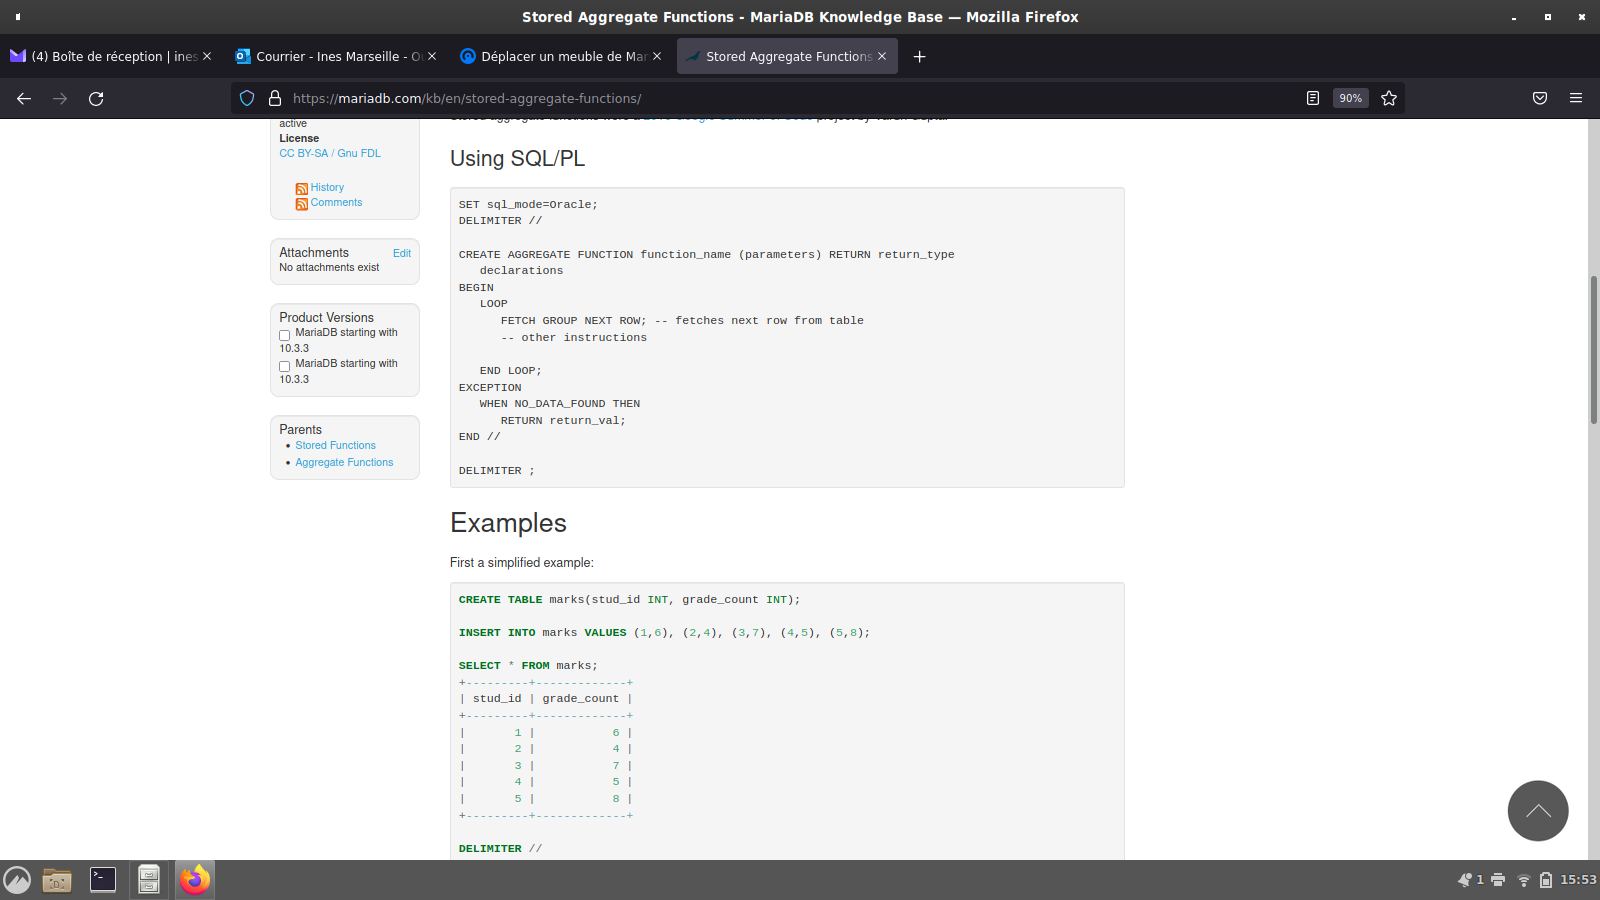 Stored Aggregate Functions - MariaDB Knowledge Base — Mozilla Firefox
(4) Boîte de réception | ines
Courrier - Ines Marseille - O
Déplacer un meuble de Mar
Stored Aggregate Functions
https://mariadb.com/kb/en/stored-aggregate-functions/
90%
active
License
CC BY-SA / Gnu FDL
History
Comments
Attachments Edit
No attachments exist
Product Versions
MariaDB starting with
10.3.3
MariaDB starting with
10.3.3
Parents
Stored Functions
Aggregate Functions
Using SQL/PL
SET sql_mode=Oracle;
DELIMITER //
CREATE AGGREGATE FUNCTION function_name (parameters) RETURN return_type
   declarations
BEGIN
   LOOP
      FETCH GROUP NEXT ROW; -- fetches next row from table
      -- other instructions
   END LOOP;
EXCEPTION
   WHEN NO_DATA_FOUND THEN
      RETURN return_val;
END //
DELIMITER ;
Examples
First a simplified example:
CREATE TABLE marks(stud_id INT, grade_count INT);
INSERT INTO marks VALUES (1,6), (2,4), (3,7), (4,5), (5,8);
SELECT * FROM marks;
+---------+-------------+
| stud_id | grade_count |
+---------+-------------+
|       1 |           6 |
|       2 |           4 |
|       3 |           7 |
|       4 |           5 |
|       5 |           8 |
+---------+-------------+
DELIMITER //
1
15:53